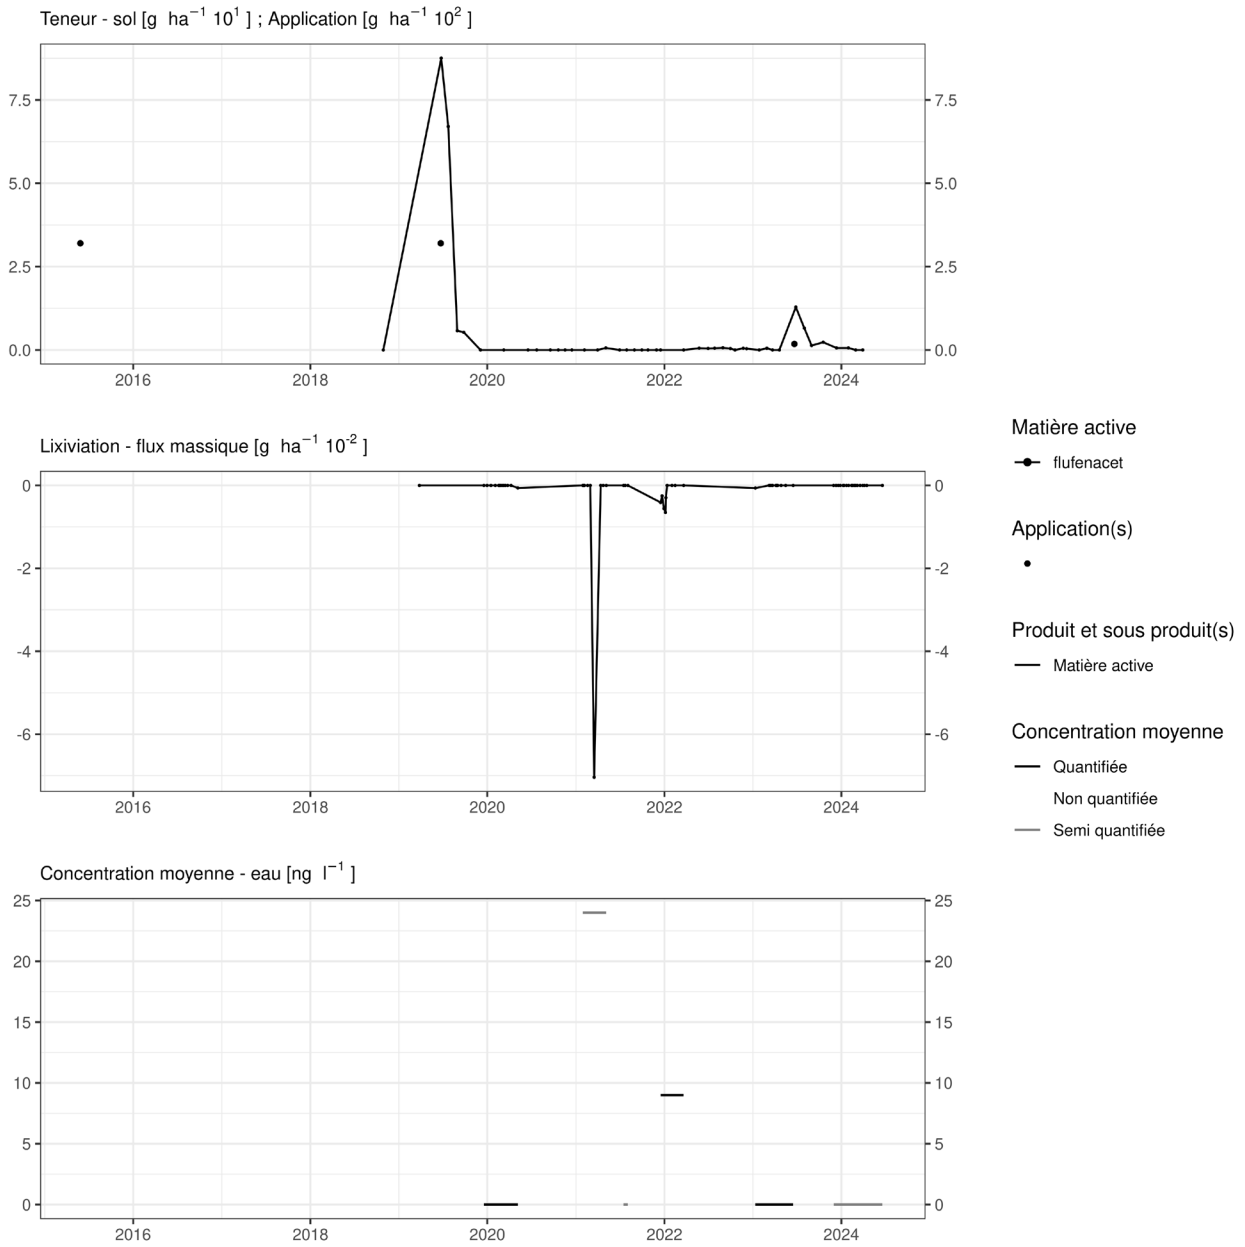 Teneur - sol [g ha⁻¹ 10¹ ] ; Application [g ha⁻¹ 10² ]
7.5
5.0
2.5
0.0
7.5
5.0
2.5
0.0
2016 2018 2020 2022 2024
Lixiviation - flux massique [g ha⁻¹ 10⁻² ]
0
-2
-4
-6
0
-2
-4
-6
2016 2018 2020 2022 2024
Concentration moyenne - eau [ng l⁻¹ ]
25
20
15
10
5
0
25
20
15
10
5
0
2016 2018 2020 2022 2024
Matière active
flufenacet
Application(s)
Produit et sous produit(s)
Matière active
Concentration moyenne
Quantifiée
Non quantifiée
Semi quantifiée